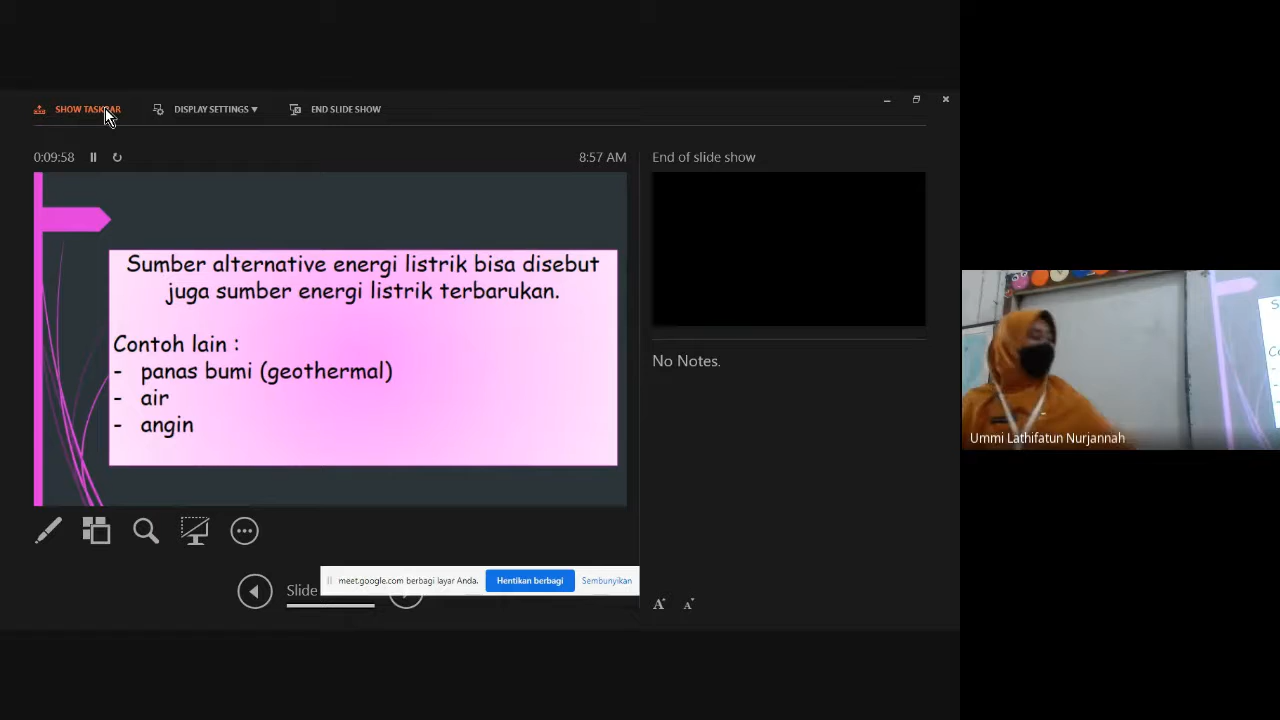 SHOW TASKBAR
DISPLAY SETTINGS ▼
END SLIDE SHOW
0:09:58
8:57 AM
End of slide show
Sumber alternative energi listrik bisa disebut
juga sumber energi listrik terbarukan.
Contoh lain :
- panas bumi (geothermal)
- air
- angin
No Notes.
Ummi Lathifatun Nurjannah
meet.google.com berbagi layar Anda.
Hentikan berbagi
Sembunyikan
Slide
A A